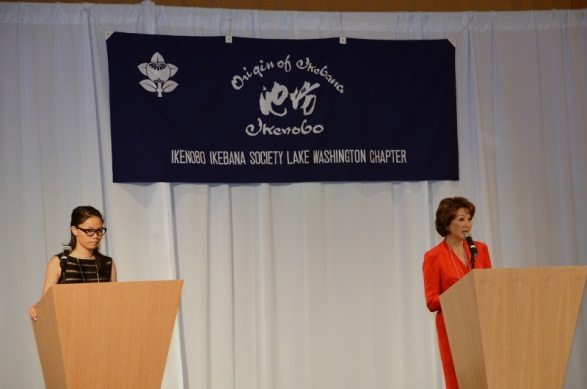 Origin of Ikebana
池坊
Ikenobo
IKENOBO IKEBANA SOCIETY LAKE WASHINGTON CHAPTER